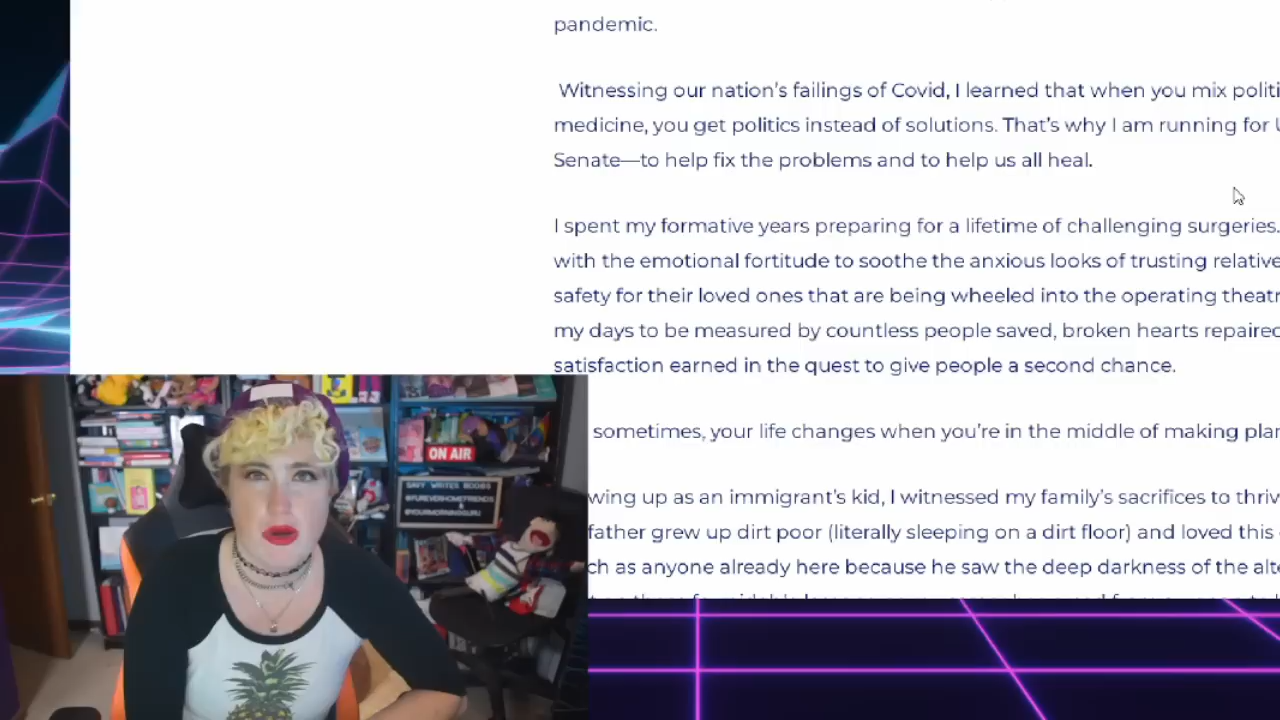 pandemic.
Witnessing our nation's failings of Covid, I learned that when you mix
medicine, you get politics instead of solutions. That's why I am running for
Senate—to help fix the problems and to help us all heal.
I spent my formative years preparing for a lifetime of challenging surgeries.
with the emotional fortitude to soothe the anxious looks of trusting
safety for their loved ones that are being wheeled into the operating
my days to be measured by countless people saved, broken hearts repaired
satisfaction earned in the quest to give people a second chance.
sometimes, your life changes when you're in the middle of making
wing up as an immigrant's kid, I witnessed my family's sacrifices to
father grew up dirt poor (literally sleeping on a dirt floor) and loved this
ch as anyone already here because he saw the deep darkness of the
ON AIR
SAVY WRITES BOOKS
@FUREVERHOMEFRIENDS
&
@YOURMORNINGGURU